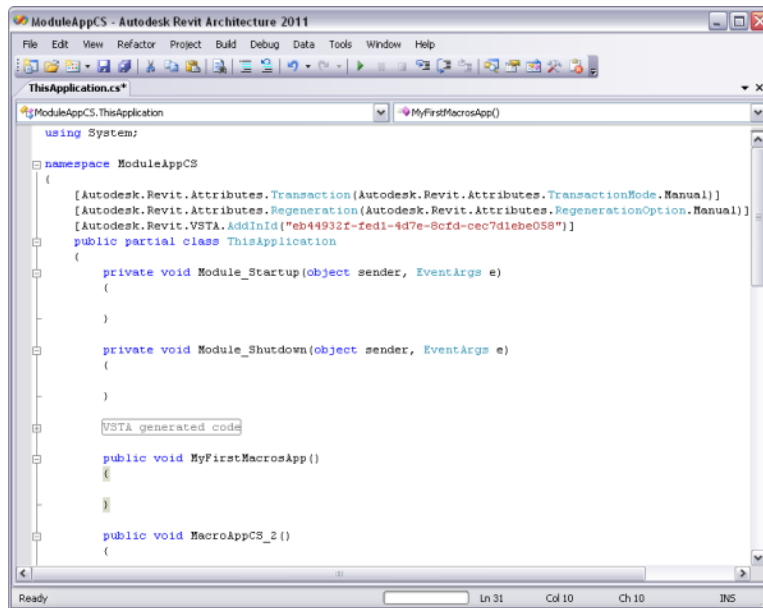 ModuleAppCS - Autodesk Revit Architecture 2011
File Edit View Refactor Project Build Debug Data Tools Window Help
ThisApplication.cs*
ModuleAppCS.ThisApplication MyFirstMacrosApp()
using System;
namespace ModuleAppCS
{
[Autodesk.Revit.Attributes.Transaction(Autodesk.Revit.Attributes.TransactionMode.Manual)]
[Autodesk.Revit.Attributes.Regeneration(Autodesk.Revit.Attributes.RegenerationOption.Manual)]
[Autodesk.Revit.VSTA.AddInId("eb44932f-fed1-4d7e-8cfd-cec7d1ebe058")]
public partial class ThisApplication
{
private void Module_Startup(object sender, EventArgs e)
{
}
private void Module_Shutdown(object sender, EventArgs e)
{
}
VSTA generated code
public void MyFirstMacrosApp()
{
}
public void MacroAppCS_2()
{
Ready Ln 31 Col 10 Ch 10 INS